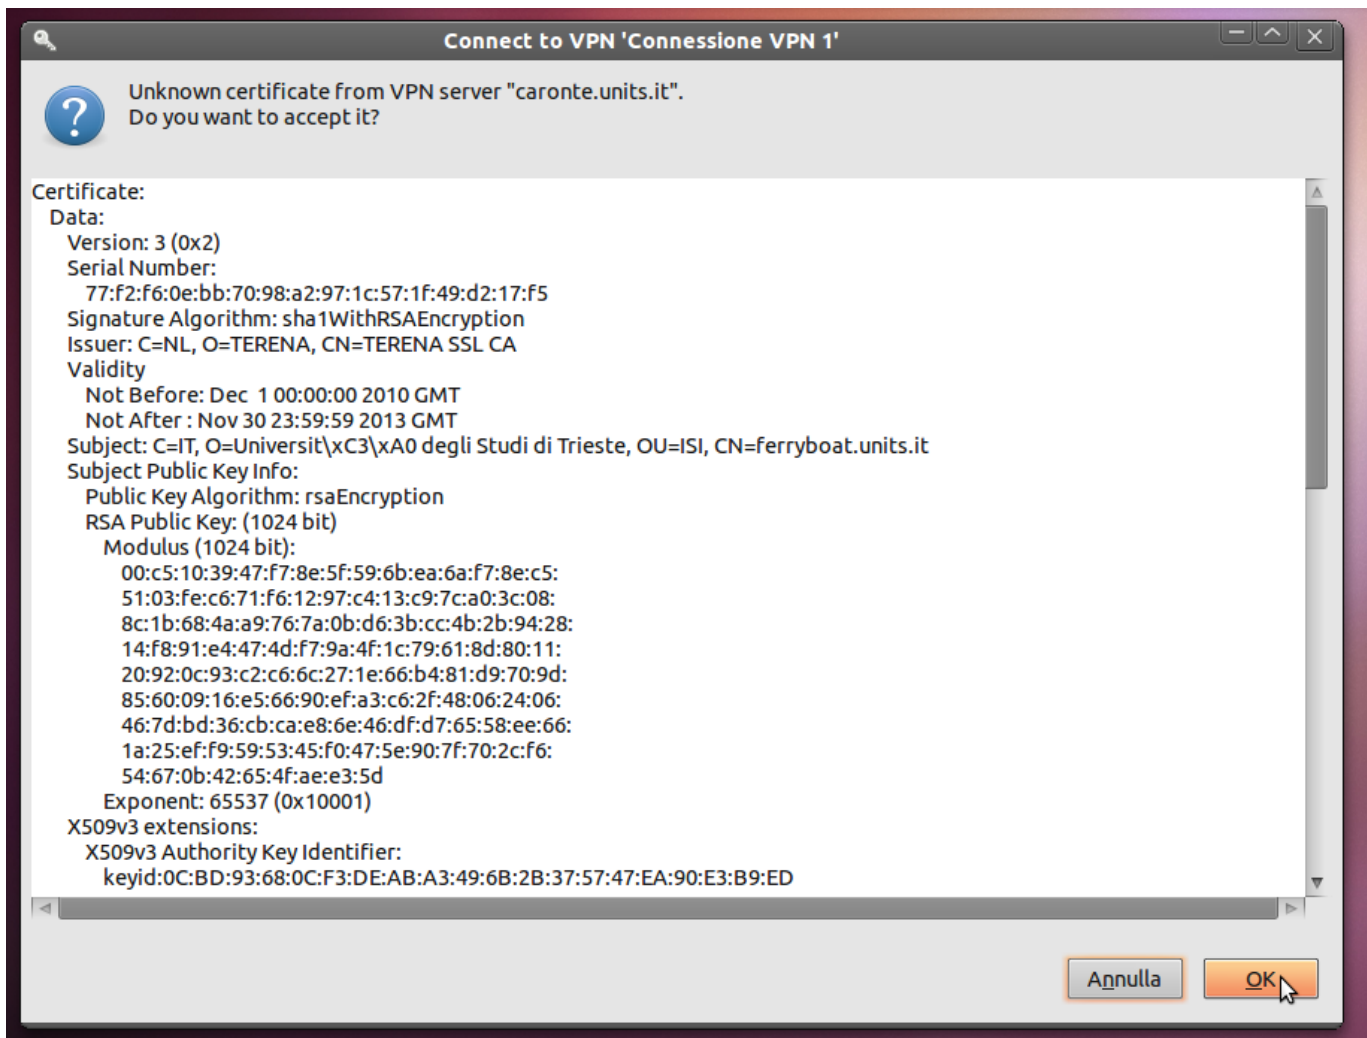 Connect to VPN 'Connessione VPN 1'
Unknown certificate from VPN server "caronte.units.it".
Do you want to accept it?
Certificate:
Data:
Version: 3 (0x2)
Serial Number:
77:f2:f6:0e:bb:70:98:a2:97:1c:57:1f:49:d2:17:f5
Signature Algorithm: sha1WithRSAEncryption
Issuer: C=NL, O=TERENA, CN=TERENA SSL CA
Validity
Not Before: Dec  1 00:00:00 2010 GMT
Not After : Nov 30 23:59:59 2013 GMT
Subject: C=IT, O=Universit\xC3\xA0 degli Studi di Trieste, OU=ISI, CN=ferryboat.units.it
Subject Public Key Info:
Public Key Algorithm: rsaEncryption
RSA Public Key: (1024 bit)
Modulus (1024 bit):
00:c5:10:39:47:f7:8e:5f:59:6b:ea:6a:f7:8e:c5:
51:03:fe:c6:71:f6:12:97:c4:13:c9:7c:a0:3c:08:
8c:1b:68:4a:a9:76:7a:0b:d6:3b:cc:4b:2b:94:28:
14:f8:91:e4:47:4d:f7:9a:4f:1c:79:61:8d:80:11:
20:92:0c:93:c2:c6:6c:27:1e:66:b4:81:d9:70:9d:
85:60:09:16:e5:66:90:ef:a3:c6:2f:48:06:24:06:
46:7d:bd:36:cb:ca:e8:6e:46:df:d7:65:58:ee:66:
1a:25:ef:f9:59:53:45:f0:47:5e:90:7f:70:2c:f6:
54:67:0b:42:65:4f:ae:e3:5d
Exponent: 65537 (0x10001)
X509v3 extensions:
X509v3 Authority Key Identifier:
keyid:0C:BD:93:68:0C:F3:DE:AB:A3:49:6B:2B:37:57:47:EA:90:E3:B9:ED
Annulla
OK